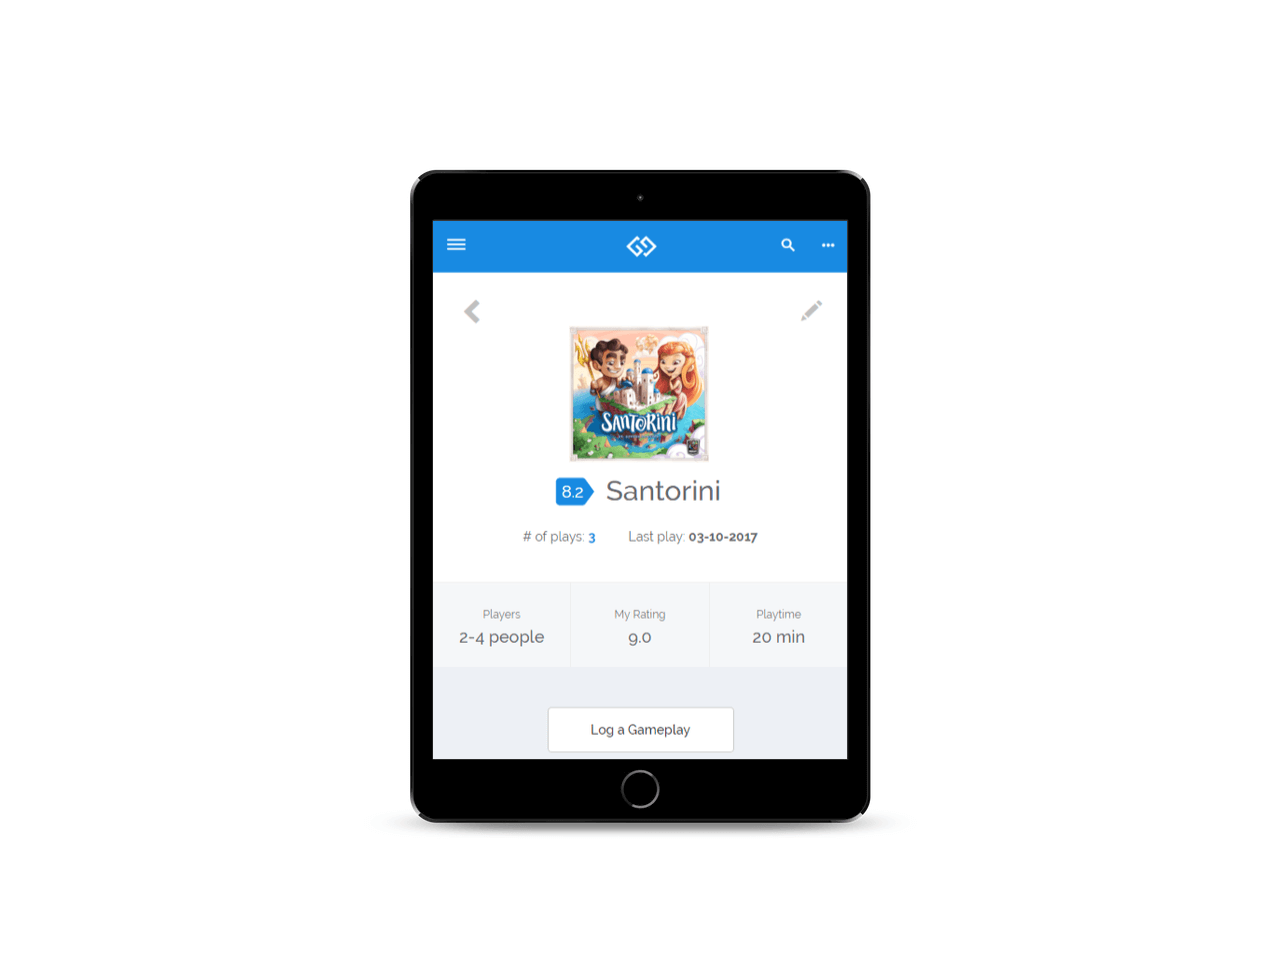 SANTORINI
8.2 Santorini
# of plays: 3 Last play: 03-10-2017
Players My Rating Playtime
2-4 people 9.0 20 min
Log a Gameplay